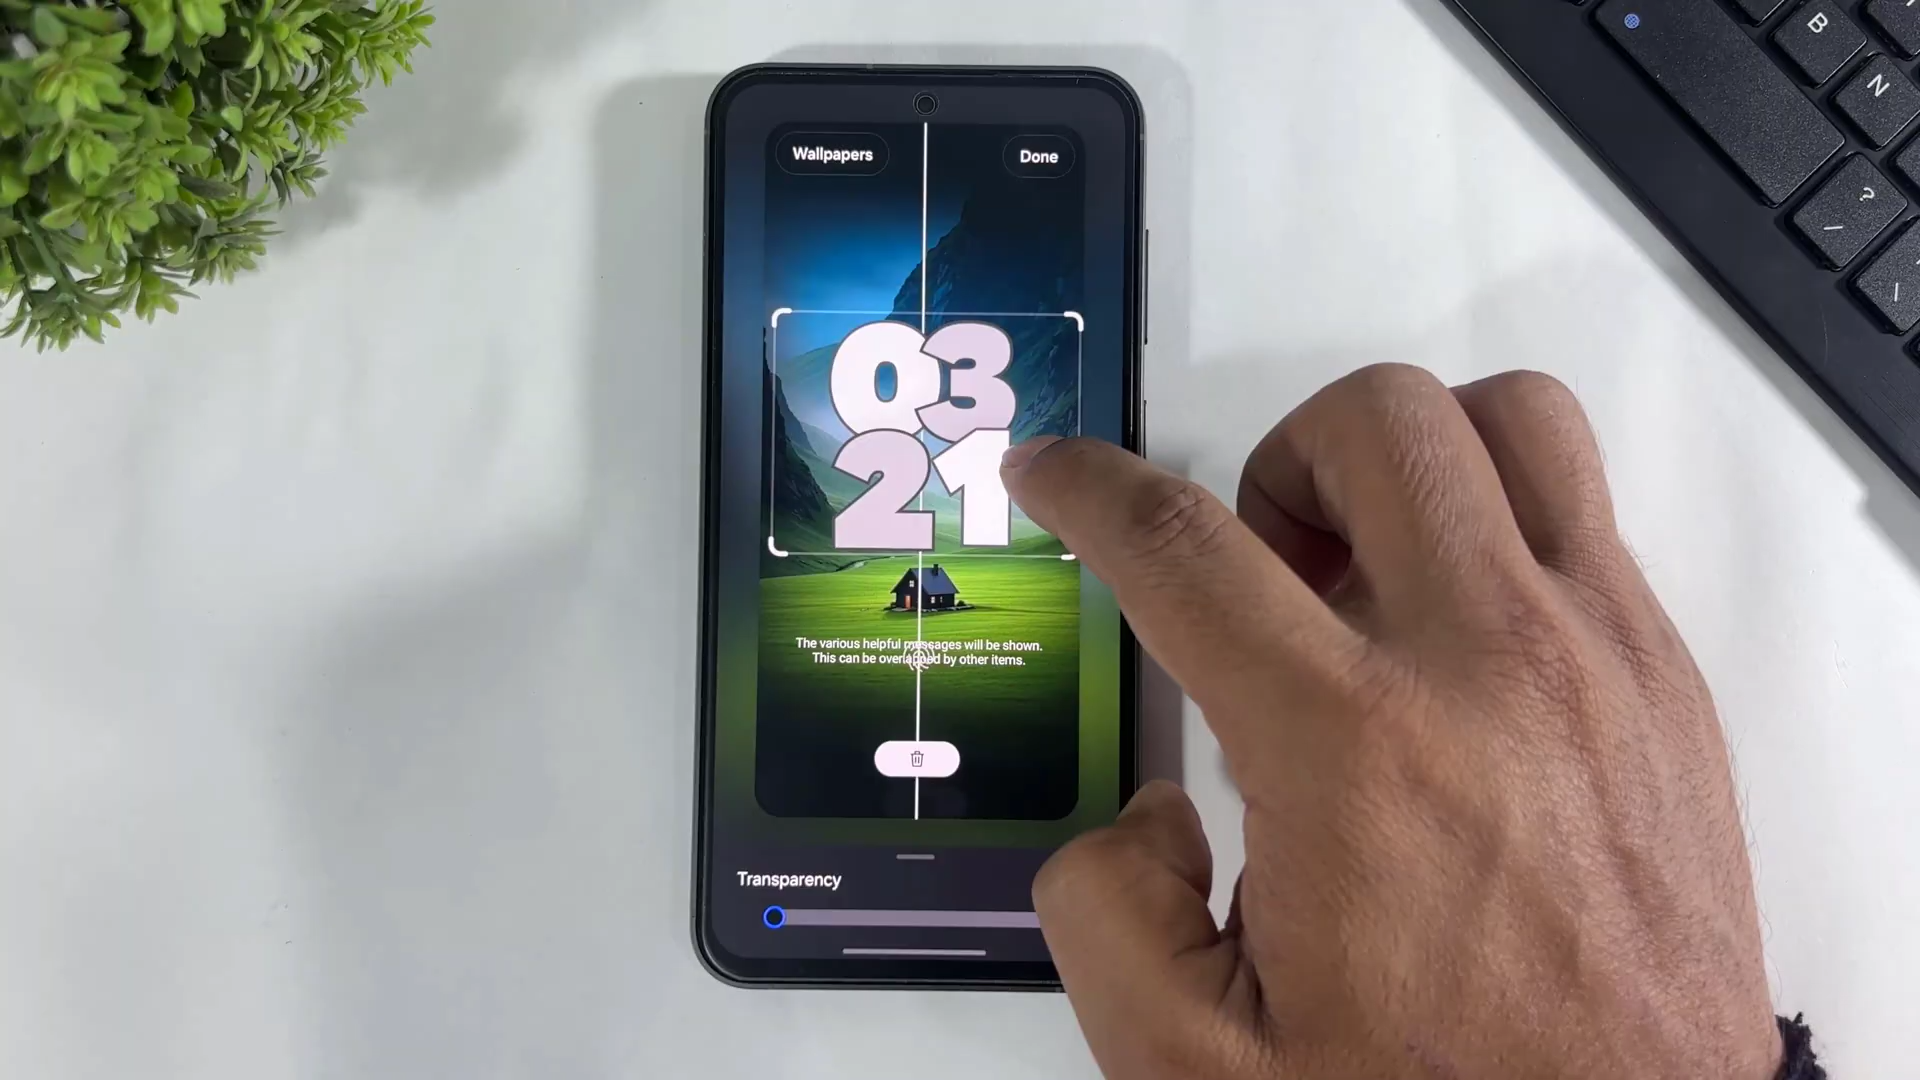 Wallpapers
Done
03
21
The various helpful messages will be shown.
This can be overlapped by other items.
Transparency
B
N
?
/